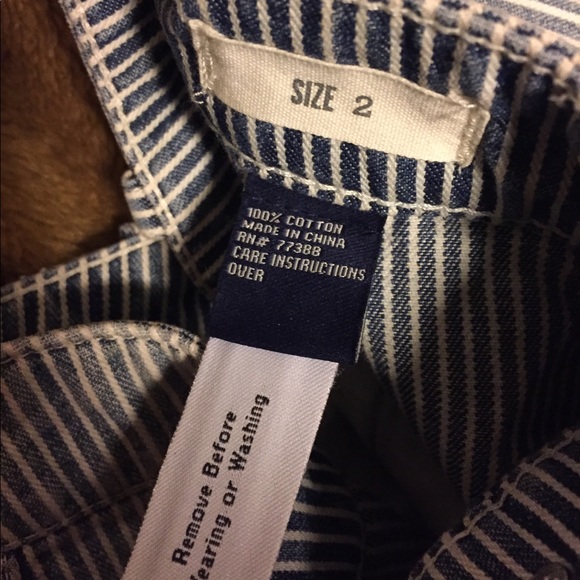 SIZE 2
100% COTTON
MADE IN CHINA
RN# 77388
CARE INSTRUCTIONS
OVER
Remove Before
Wearing or Washing